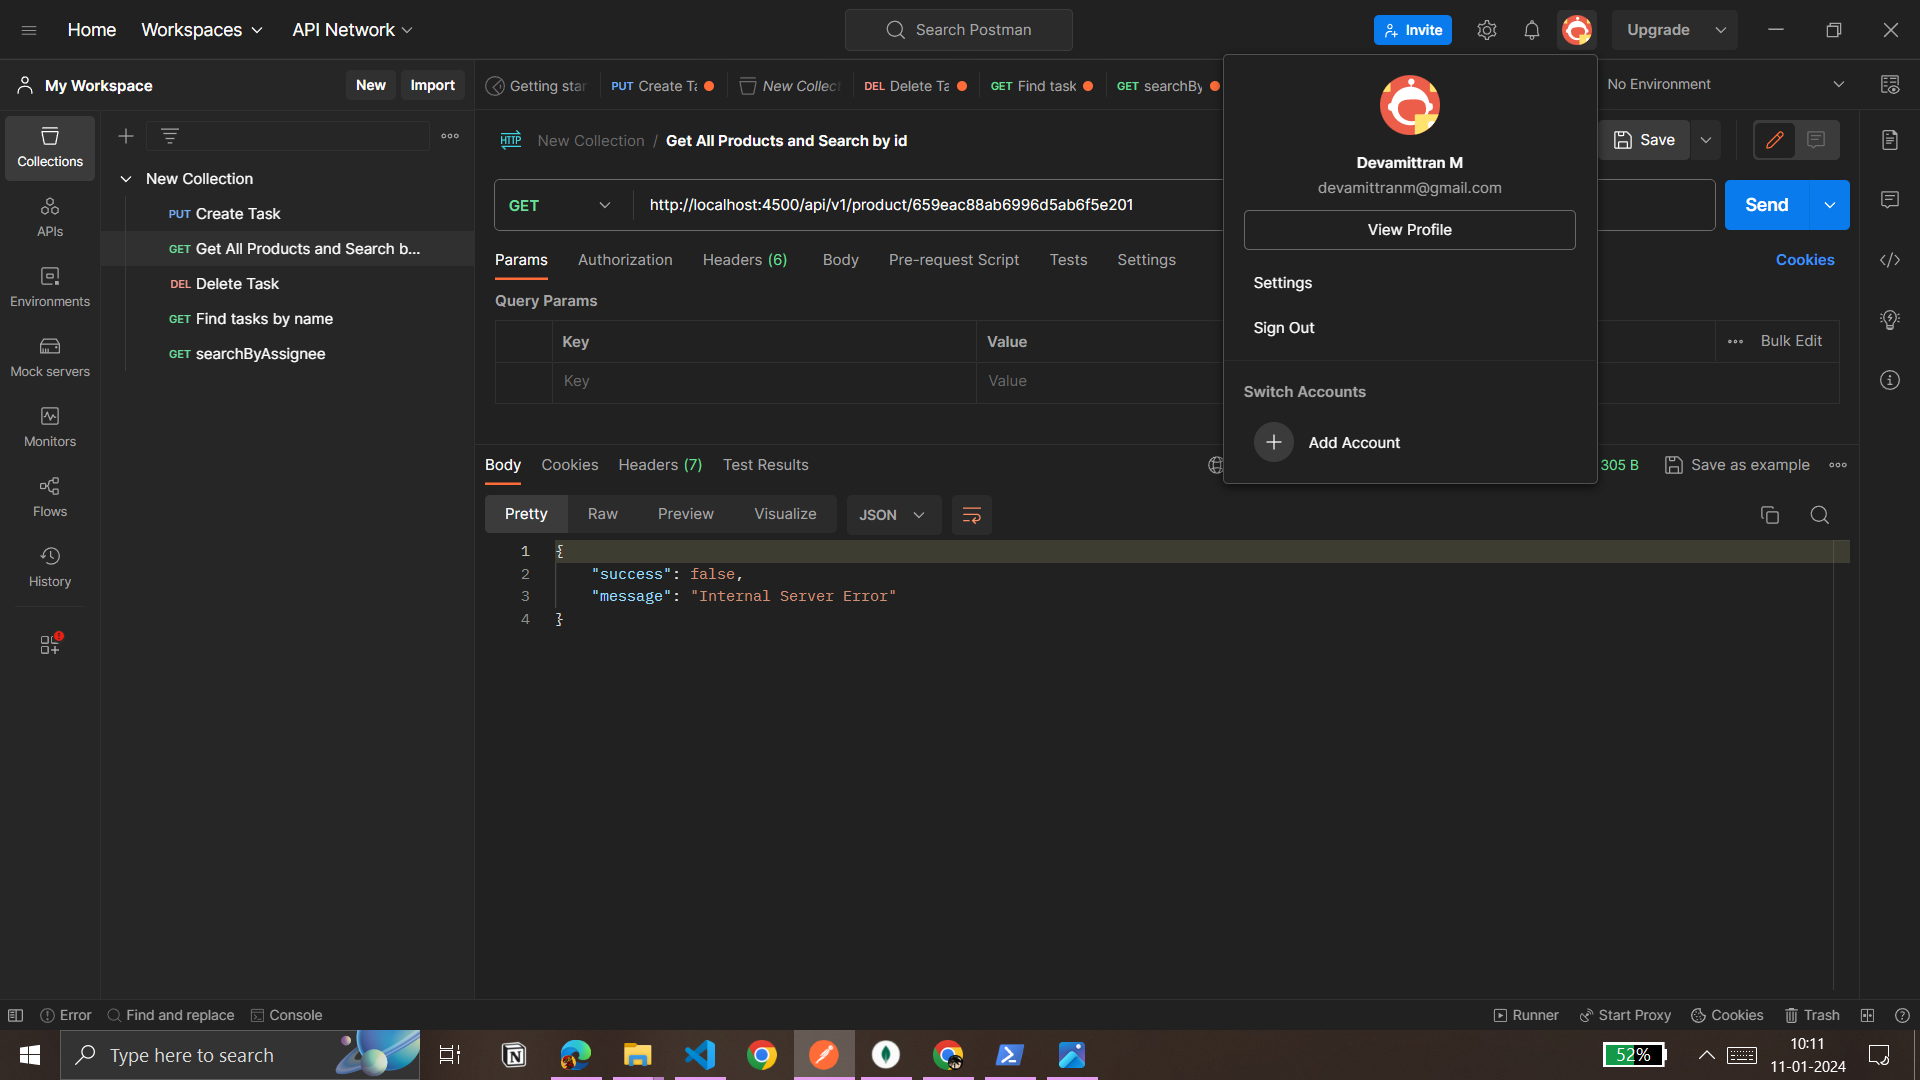 Home
Workspaces
API Network
Search Postman
Invite
Upgrade
My Workspace
New
Import
Getting star
PUT Create Ta
New Collec
DEL Delete Ta
GET Find task
GET searchBy
No Environment
Collections
APIs
Environments
Mock servers
Monitors
Flows
History
New Collection
PUT Create Task
GET Get All Products and Search b...
DEL Delete Task
GET Find tasks by name
GET searchByAssignee
HTTP New Collection / Get All Products and Search by id
Save
GET http://localhost:4500/api/v1/product/659eac88ab6996d5ab6f5e201
Send
Params Authorization Headers (6) Body Pre-request Script Tests Settings
Cookies
Query Params
Key Value
Bulk Edit
Key Value
Devamittran M
devamittranm@gmail.com
View Profile
Settings
Sign Out
Switch Accounts
Add Account
Body Cookies Headers (7) Test Results
305 B
Save as example
Pretty Raw Preview Visualize JSON
1 {
2 "success": false,
3 "message": "Internal Server Error"
4 }
Error
Find and replace
Console
Runner
Start Proxy
Cookies
Trash
Type here to search
52%
10:11
11-01-2024